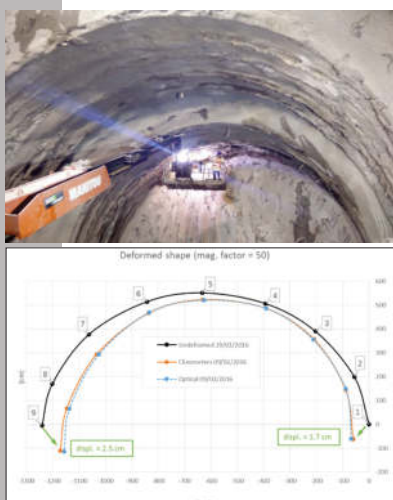 MANITOU
Deformed shape (mag. factor = 50)
600
500
400
300
200
100
0
-100
-200
5
6
4
7
3
8
2
9
1
Undeformed 29/02/2016
Clinometers 09/03/2016
Optical 09/03/2016
[cm]
displ. = 2.5 cm
displ. = 1.7 cm
-1300 -1200 -1100 -1000 -900 -800 -700 -600 -500 -400 -300 -200 -100 0